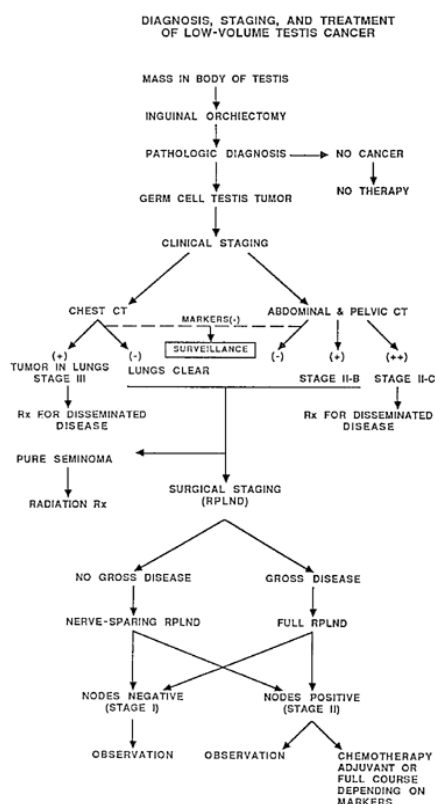 DIAGNOSIS, STAGING, AND TREATMENT
OF LOW-VOLUME TESTIS CANCER
MASS IN BODY OF TESTIS
INGUINAL ORCHIECTOMY
PATHOLOGIC DIAGNOSIS
NO CANCER
NO THERAPY
GERM CELL TESTIS TUMOR
CLINICAL STAGING
CHEST CT
MARKERS(-)
ABDOMINAL & PELVIC CT
SURVEILLANCE
(+)
TUMOR IN LUNGS
STAGE III
(-)
LUNGS CLEAR
(-)
(+)
STAGE II-B
(++)
STAGE II-C
Rx FOR DISSEMINATED
DISEASE
Rx FOR DISSEMINATED
DISEASE
PURE SEMINOMA
RADIATION Rx
SURGICAL STAGING
(RPLND)
NO GROSS DISEASE
GROSS DISEASE
NERVE-SPARING RPLND
FULL RPLND
NODES NEGATIVE
(STAGE I)
NODES POSITIVE
(STAGE II)
OBSERVATION
OBSERVATION
CHEMOTHERAPY
ADJUVANT OR
FULL COURSE
DEPENDING ON
MARKERS